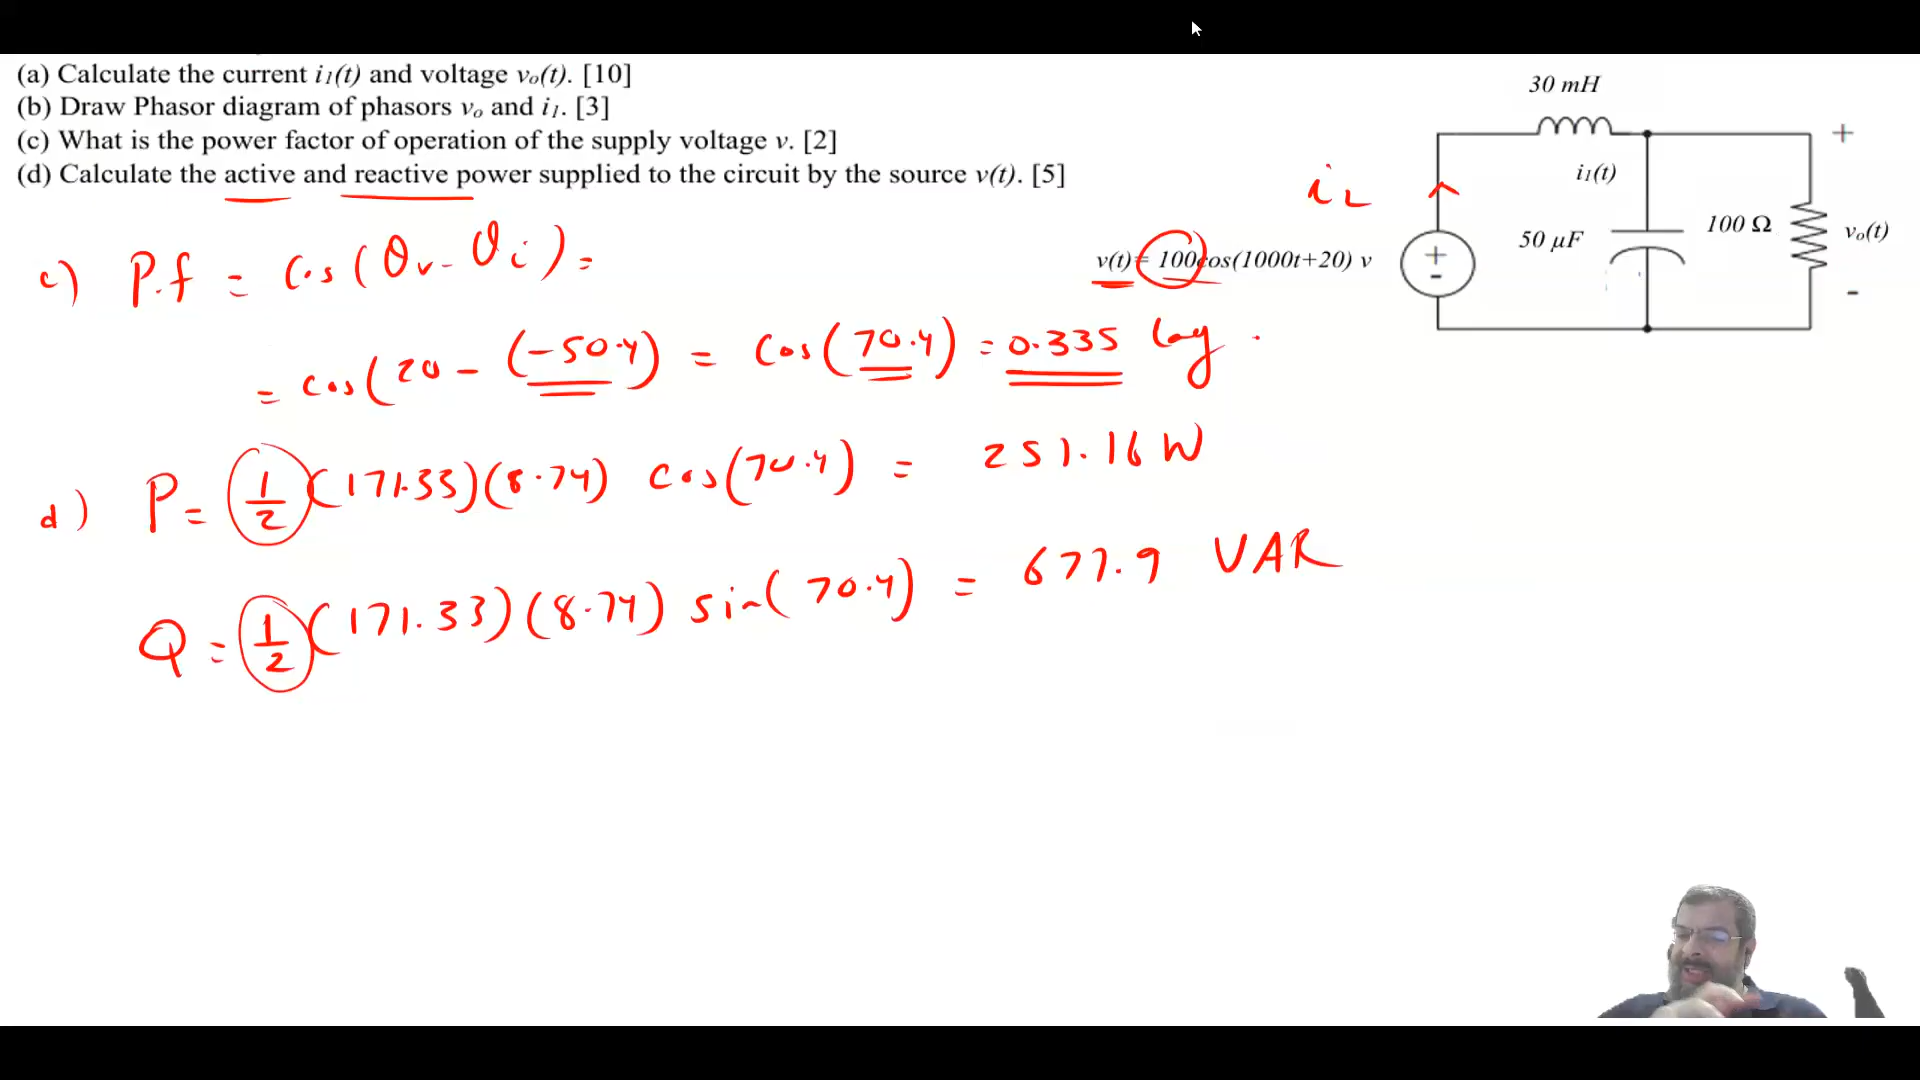 (a) Calculate the current i1(t) and voltage vo(t). [10]
(b) Draw Phasor diagram of phasors vo and i1. [3]
(c) What is the power factor of operation of the supply voltage v. [2]
(d) Calculate the active and reactive power supplied to the circuit by the source v(t). [5]
30 mH
+
i1(t)
iL
100 Ω
vo(t)
50 μF
v(t)= 100cos(1000t+20) v
+
-
-
c) P.f = Cos(θv - θi) =
= cos(20 - (-50.4) = Cos(70.4) = 0.335 lag.
d) P = 1/2 (171.33)(8.74) cos(70.4) = 251.16 W
Q = 1/2 (171.33)(8.74) sin(70.4) = 677.9 VAR